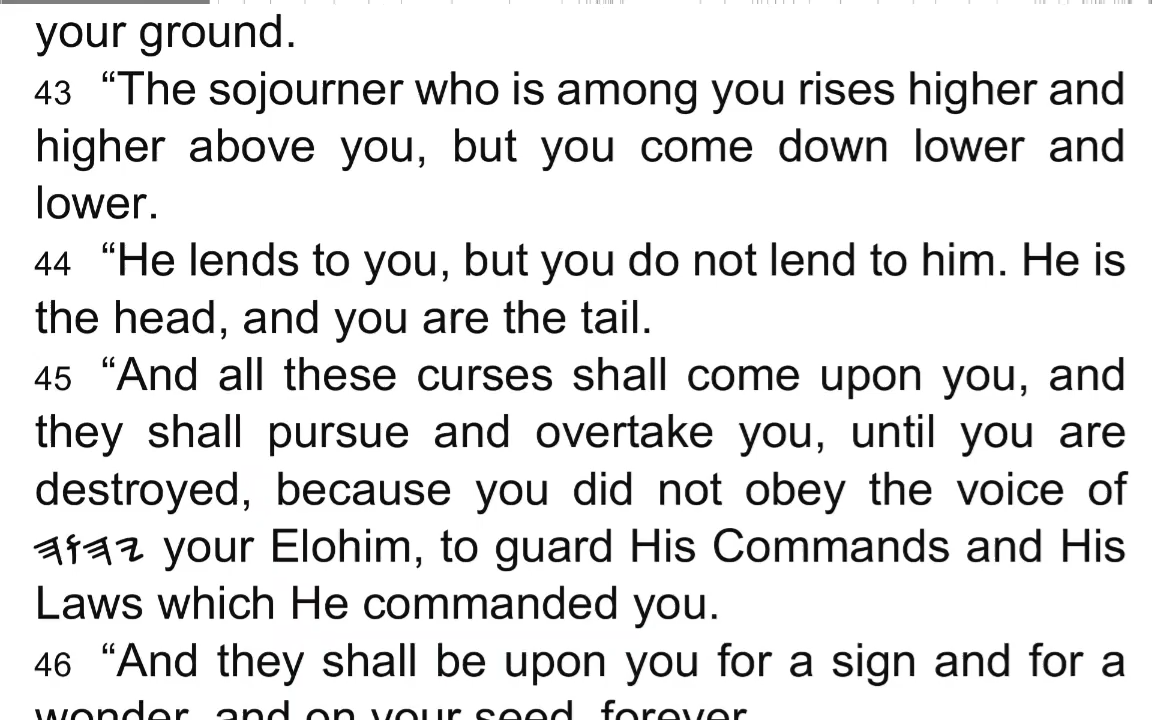 your ground.
43 “The sojourner who is among you rises higher and
higher above you, but you come down lower and
lower.
44 “He lends to you, but you do not lend to him. He is
the head, and you are the tail.
45 “And all these curses shall come upon you, and
they shall pursue and overtake you, until you are
destroyed, because you did not obey the voice of
𐤉𐤄𐤅𐤄 your Elohim, to guard His Commands and His
Laws which He commanded you.
46 “And they shall be upon you for a sign and for a
wonder, and on your seed, forever